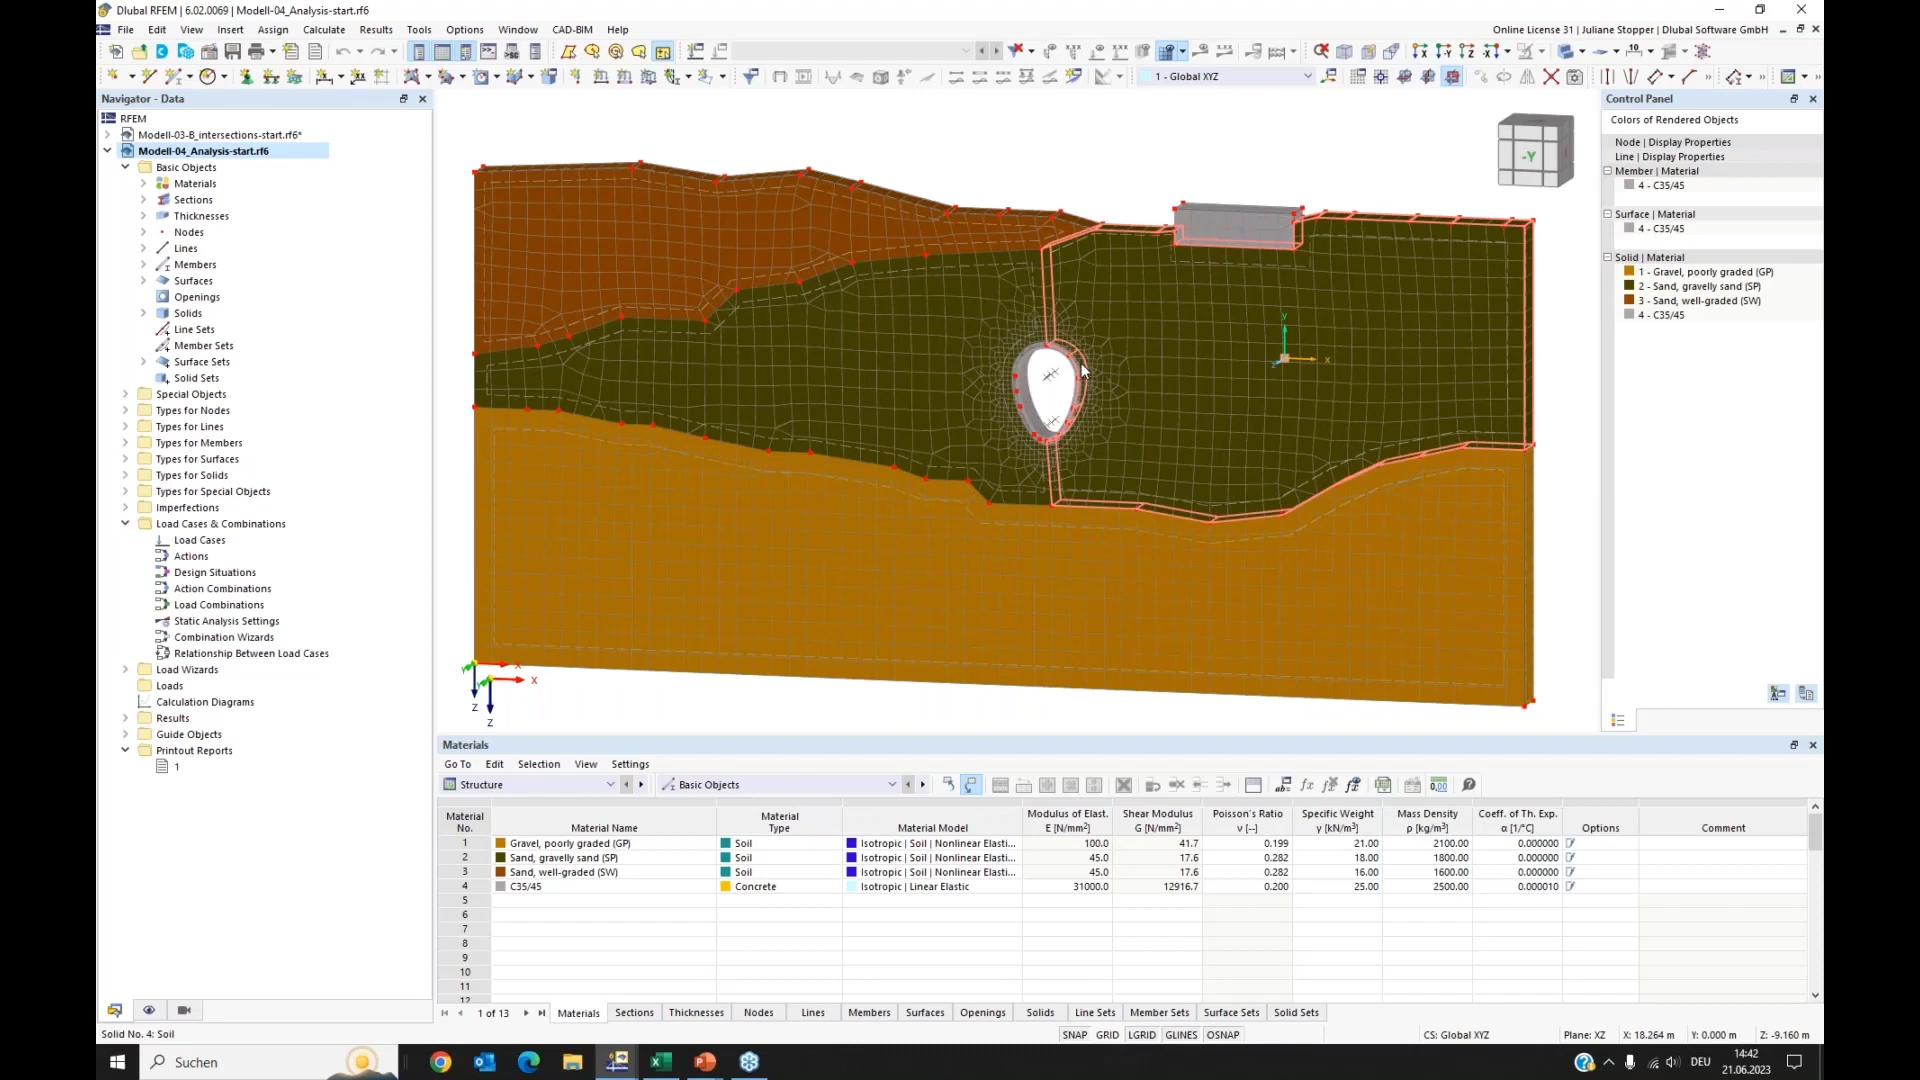 Dlubal RFEM | 6.02.0069 | Modell-04_Analysis-start.rf6*
File Edit View Insert Assign Calculate Results Tools Options Window CAD-BIM Help
Online License 31 | Juliane Stopper | Dlubal Software GmbH
1 - Global XYZ
Navigator - Data
RFEM
Modell-03-B_intersections-start.rf6*
Modell-04_Analysis-start.rf6
Basic Objects
Materials
Sections
Thicknesses
Nodes
Lines
Members
Surfaces
Openings
Solids
Line Sets
Member Sets
Surface Sets
Solid Sets
Special Objects
Types for Nodes
Types for Lines
Types for Members
Types for Surfaces
Types for Solids
Types for Special Objects
Imperfections
Load Cases & Combinations
Load Cases
Actions
Design Situations
Action Combinations
Load Combinations
Static Analysis Settings
Combination Wizards
Relationship Between Load Cases
Load Wizards
Loads
Calculation Diagrams
Results
Guide Objects
Printout Reports
1
Solid No. 4: Soil
-Y
Y
X
Z
X
X
Z
Z
Control Panel
Colors of Rendered Objects
Node | Display Properties
Line | Display Properties
Member | Material
4 - C35/45
Surface | Material
4 - C35/45
Solid | Material
1 - Gravel, poorly graded (GP)
2 - Sand, gravelly sand (SP)
3 - Sand, well-graded (SW)
4 - C35/45
Materials
Go To Edit Selection View Settings
Structure Basic Objects
Material No. Material Name Material Type Material Model Modulus of Elast. E [N/mm²] Shear Modulus G [N/mm²] Poisson's Ratio ν [--] Specific Weight γ [kN/m³] Mass Density ρ [kg/m³] Coeff. of Th. Exp. α [1/°C] Options Comment
1 Gravel, poorly graded (GP) Soil Isotropic | Soil | Nonlinear Elasti... 100.0 41.7 0.199 21.00 2100.00 0.000000
2 Sand, gravelly sand (SP) Soil Isotropic | Soil | Nonlinear Elasti... 45.0 17.6 0.282 18.00 1800.00 0.000000
3 Sand, well-graded (SW) Soil Isotropic | Soil | Nonlinear Elasti... 45.0 17.6 0.282 16.00 1600.00 0.000000
4 C35/45 Concrete Isotropic | Linear Elastic 31000.0 12916.7 0.200 25.00 2500.00 0.000010
5
6
7
8
9
10
11
12
1 of 13 Materials Sections Thicknesses Nodes Lines Members Surfaces Openings Solids Line Sets Member Sets Surface Sets Solid Sets
SNAP GRID LGRID GLINES OSNAP CS: Global XYZ Plane: XZ X: 18.264 m Y: 0.000 m Z: -9.160 m
Suchen
DEU
14:42
21.06.2023